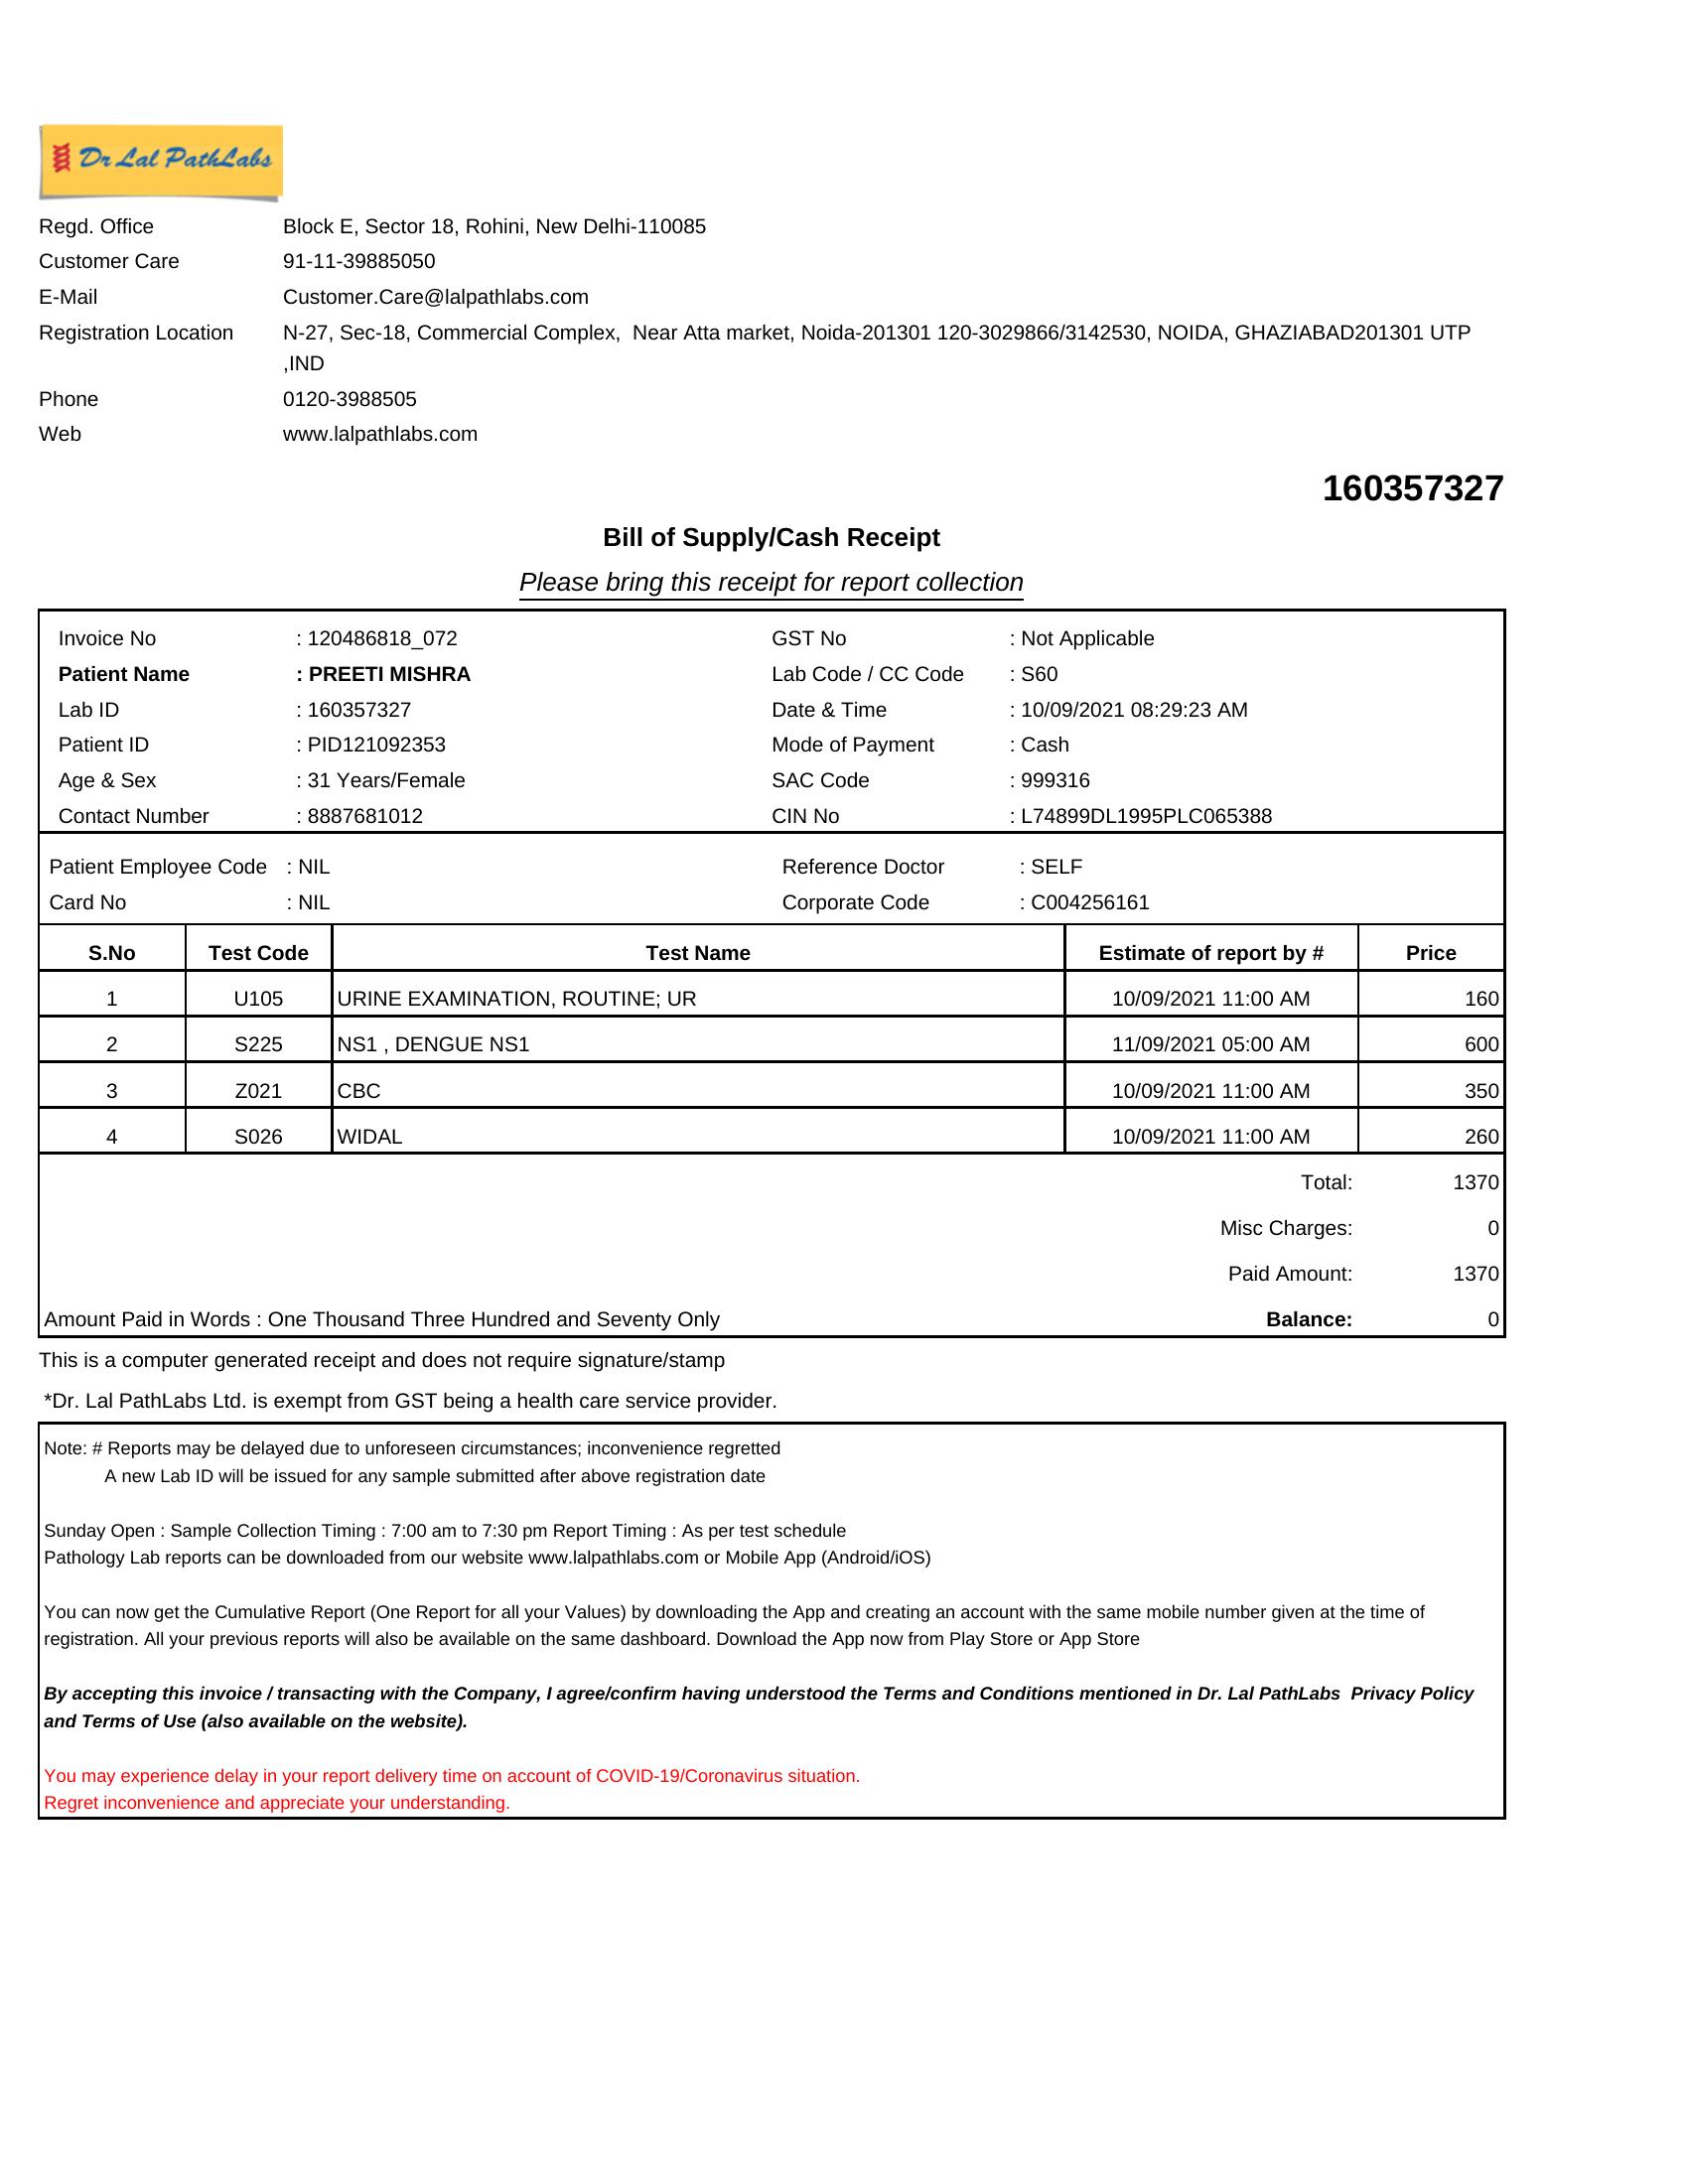 Dr Lal PathLabs
Regd. Office Block E, Sector 18, Rohini, New Delhi-110085
Customer Care 91-11-39885050
E-Mail Customer.Care@lalpathlabs.com
Registration Location N-27, Sec-18, Commercial Complex,  Near Atta market, Noida-201301 120-3029866/3142530, NOIDA, GHAZIABAD201301 UTP
,IND
Phone 0120-3988505
Web www.lalpathlabs.com
160357327
Bill of Supply/Cash Receipt
Please bring this receipt for report collection
Invoice No : 120486818_072 GST No : Not Applicable
Patient Name : PREETI MISHRA Lab Code / CC Code : S60
Lab ID : 160357327 Date & Time : 10/09/2021 08:29:23 AM
Patient ID : PID121092353 Mode of Payment : Cash
Age & Sex : 31 Years/Female SAC Code : 999316
Contact Number : 8887681012 CIN No : L74899DL1995PLC065388
Patient Employee Code : NIL Reference Doctor : SELF
Card No : NIL Corporate Code : C004256161
S.No Test Code Test Name Estimate of report by # Price
1 U105 URINE EXAMINATION, ROUTINE; UR 10/09/2021 11:00 AM 160
2 S225 NS1 , DENGUE NS1 11/09/2021 05:00 AM 600
3 Z021 CBC 10/09/2021 11:00 AM 350
4 S026 WIDAL 10/09/2021 11:00 AM 260
Total: 1370
Misc Charges: 0
Paid Amount: 1370
Amount Paid in Words : One Thousand Three Hundred and Seventy Only Balance: 0
This is a computer generated receipt and does not require signature/stamp
*Dr. Lal PathLabs Ltd. is exempt from GST being a health care service provider.
Note: # Reports may be delayed due to unforeseen circumstances; inconvenience regretted
A new Lab ID will be issued for any sample submitted after above registration date
Sunday Open : Sample Collection Timing : 7:00 am to 7:30 pm Report Timing : As per test schedule
Pathology Lab reports can be downloaded from our website www.lalpathlabs.com or Mobile App (Android/iOS)
You can now get the Cumulative Report (One Report for all your Values) by downloading the App and creating an account with the same mobile number given at the time of
registration. All your previous reports will also be available on the same dashboard. Download the App now from Play Store or App Store
By accepting this invoice / transacting with the Company, I agree/confirm having understood the Terms and Conditions mentioned in Dr. Lal PathLabs  Privacy Policy
and Terms of Use (also available on the website).
You may experience delay in your report delivery time on account of COVID-19/Coronavirus situation.
Regret inconvenience and appreciate your understanding.